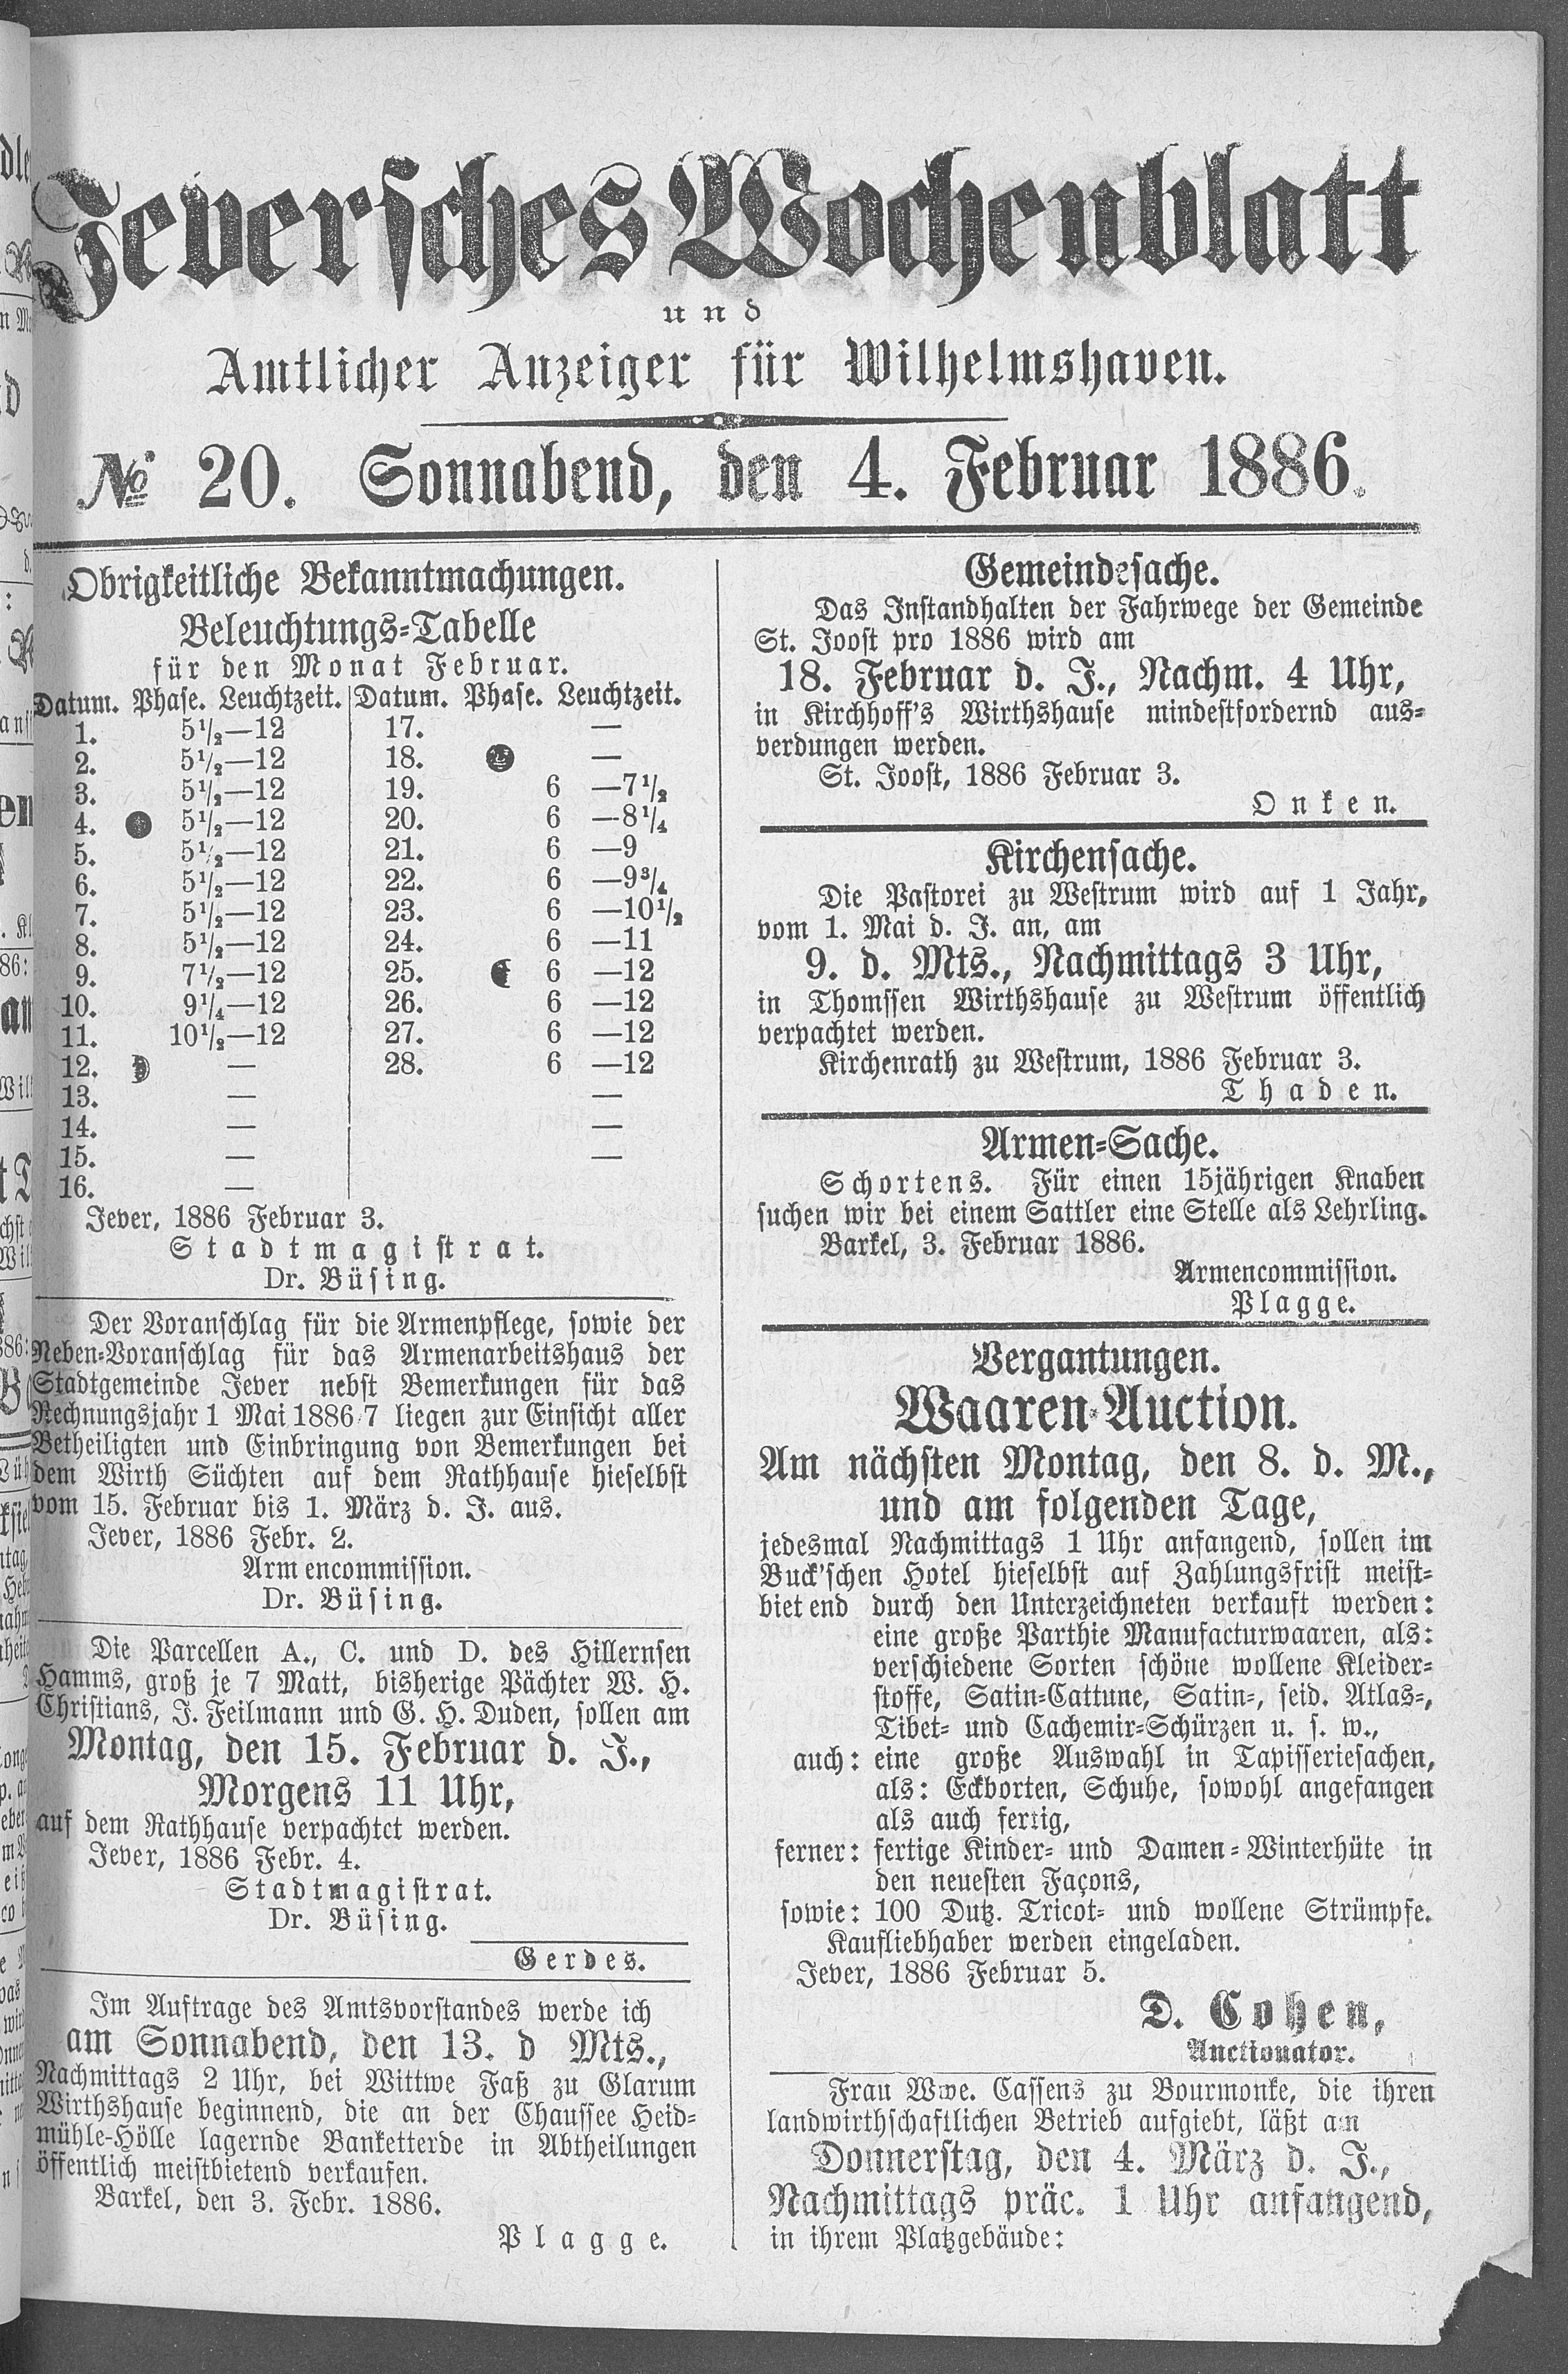 Jeversches Wochenblatt
und
Amtlicher Anzeiger für Wilhelmshaven.
№ 20. Sonnabend, den 4. Februar 1886.
Obrigkeitliche Bekanntmachungen.
Beleuchtungs-Tabelle
für den Monat Februar.
Datum. Phase. Leuchtzeit. Datum. Phase. Leuchtzeit.
1. 5½—12 17. —
2. 5½—12 18. —
3. 5½—12 19. 6 —7½
4. 5½—12 20. 6 —8¼
5. 5½—12 21. 6 —9
6. 5½—12 22. 6 —9¾
7. 5½—12 23. 6 —10½
8. 5½—12 24. 6 —11
9. 7½—12 25. 6 —12
10. 9¼—12 26. 6 —12
11. 10½—12 27. 6 —12
12. — 28. 6 —12
13. — —
14. — —
15. — —
16. —
Jever, 1886 Februar 3.
Stadtmagistrat.
Dr. Büsing.
Der Voranschlag für die Armenpflege, sowie der
Neben-Voranschlag für das Armenarbeitshaus der
Stadtgemeinde Jever nebst Bemerkungen für das
Rechnungsjahr 1 Mai 1886/7 liegen zur Einsicht aller
Betheiligten und Einbringung von Bemerkungen bei
dem Wirth Süchten auf dem Rathhause hieselbst
vom 15. Februar bis 1. März d. J. aus.
Jever, 1886 Febr. 2.
Armencommission.
Dr. Büsing.
Die Parcellen A., C. und D. des Hillernsen
Hamms, groß je 7 Matt, bisherige Pächter W. H.
Christians, J. Feilmann und G. H. Duden, sollen am
Montag, den 15. Februar d. J.,
Morgens 11 Uhr,
auf dem Rathhause verpachtet werden.
Jever, 1886 Febr. 4.
Stadtmagistrat.
Dr. Büsing.
Gerdes.
Im Auftrage des Amtsvorstandes werde ich
am Sonnabend, den 13. d Mts.,
Nachmittags 2 Uhr, bei Wittwe Faß zu Glarum
Wirthshause beginnend, die an der Chaussee Heid-
mühle-Hölle lagernde Banketterde in Abtheilungen
öffentlich meistbietend verkaufen.
Barkel, den 3. Febr. 1886.
Plagge.
Gemeindesache.
Das Instandhalten der Fahrwege der Gemeinde
St. Joost pro 1886 wird am
18. Februar d. J., Nachm. 4 Uhr,
in Kirchhoff's Wirthshause mindestfordernd aus-
verdungen werden.
St. Joost, 1886 Februar 3.
Onken.
Kirchensache.
Die Pastorei zu Westrum wird auf 1 Jahr,
vom 1. Mai d. J. an, am
9. d. Mts., Nachmittags 3 Uhr,
in Thomssen Wirthshause zu Westrum öffentlich
verpachtet werden.
Kirchenrath zu Westrum, 1886 Februar 3.
Thaden.
Armen-Sache.
Schortens. Für einen 15jährigen Knaben
suchen wir bei einem Sattler eine Stelle als Lehrling.
Barkel, 3. Februar 1886.
Armencommission.
Plagge.
Vergantungen.
Waaren-Auction.
Am nächsten Montag, den 8. d. M.,
und am folgenden Tage,
jedesmal Nachmittags 1 Uhr anfangend, sollen im
Buck'schen Hotel hieselbst auf Zahlungsfrist meist-
bietend durch den Unterzeichneten verkauft werden:
eine große Parthie Manufacturwaaren, als:
verschiedene Sorten schöne wollene Kleider-
stoffe, Satin-Cattune, Satin-, seid. Atlas-,
Tibet- und Cachemir-Schürzen u. s. w.,
auch: eine große Auswahl in Tapisseriesachen,
als: Eckborten, Schuhe, sowohl angefangen
als auch fertig,
ferner: fertige Kinder- und Damen-Winterhüte in
den neuesten Façons,
sowie: 100 Dutz. Tricot- und wollene Strümpfe.
Kaufliebhaber werden eingeladen.
Jever, 1886 Februar 5.
D. Cohen,
Auctionator.
Frau Wwe. Cassens zu Bourmonke, die ihren
landwirthschaftlichen Betrieb aufgiebt, läßt am
Donnerstag, den 4. März d. J.,
Nachmittags präc. 1 Uhr anfangend,
in ihrem Platzgebäude: